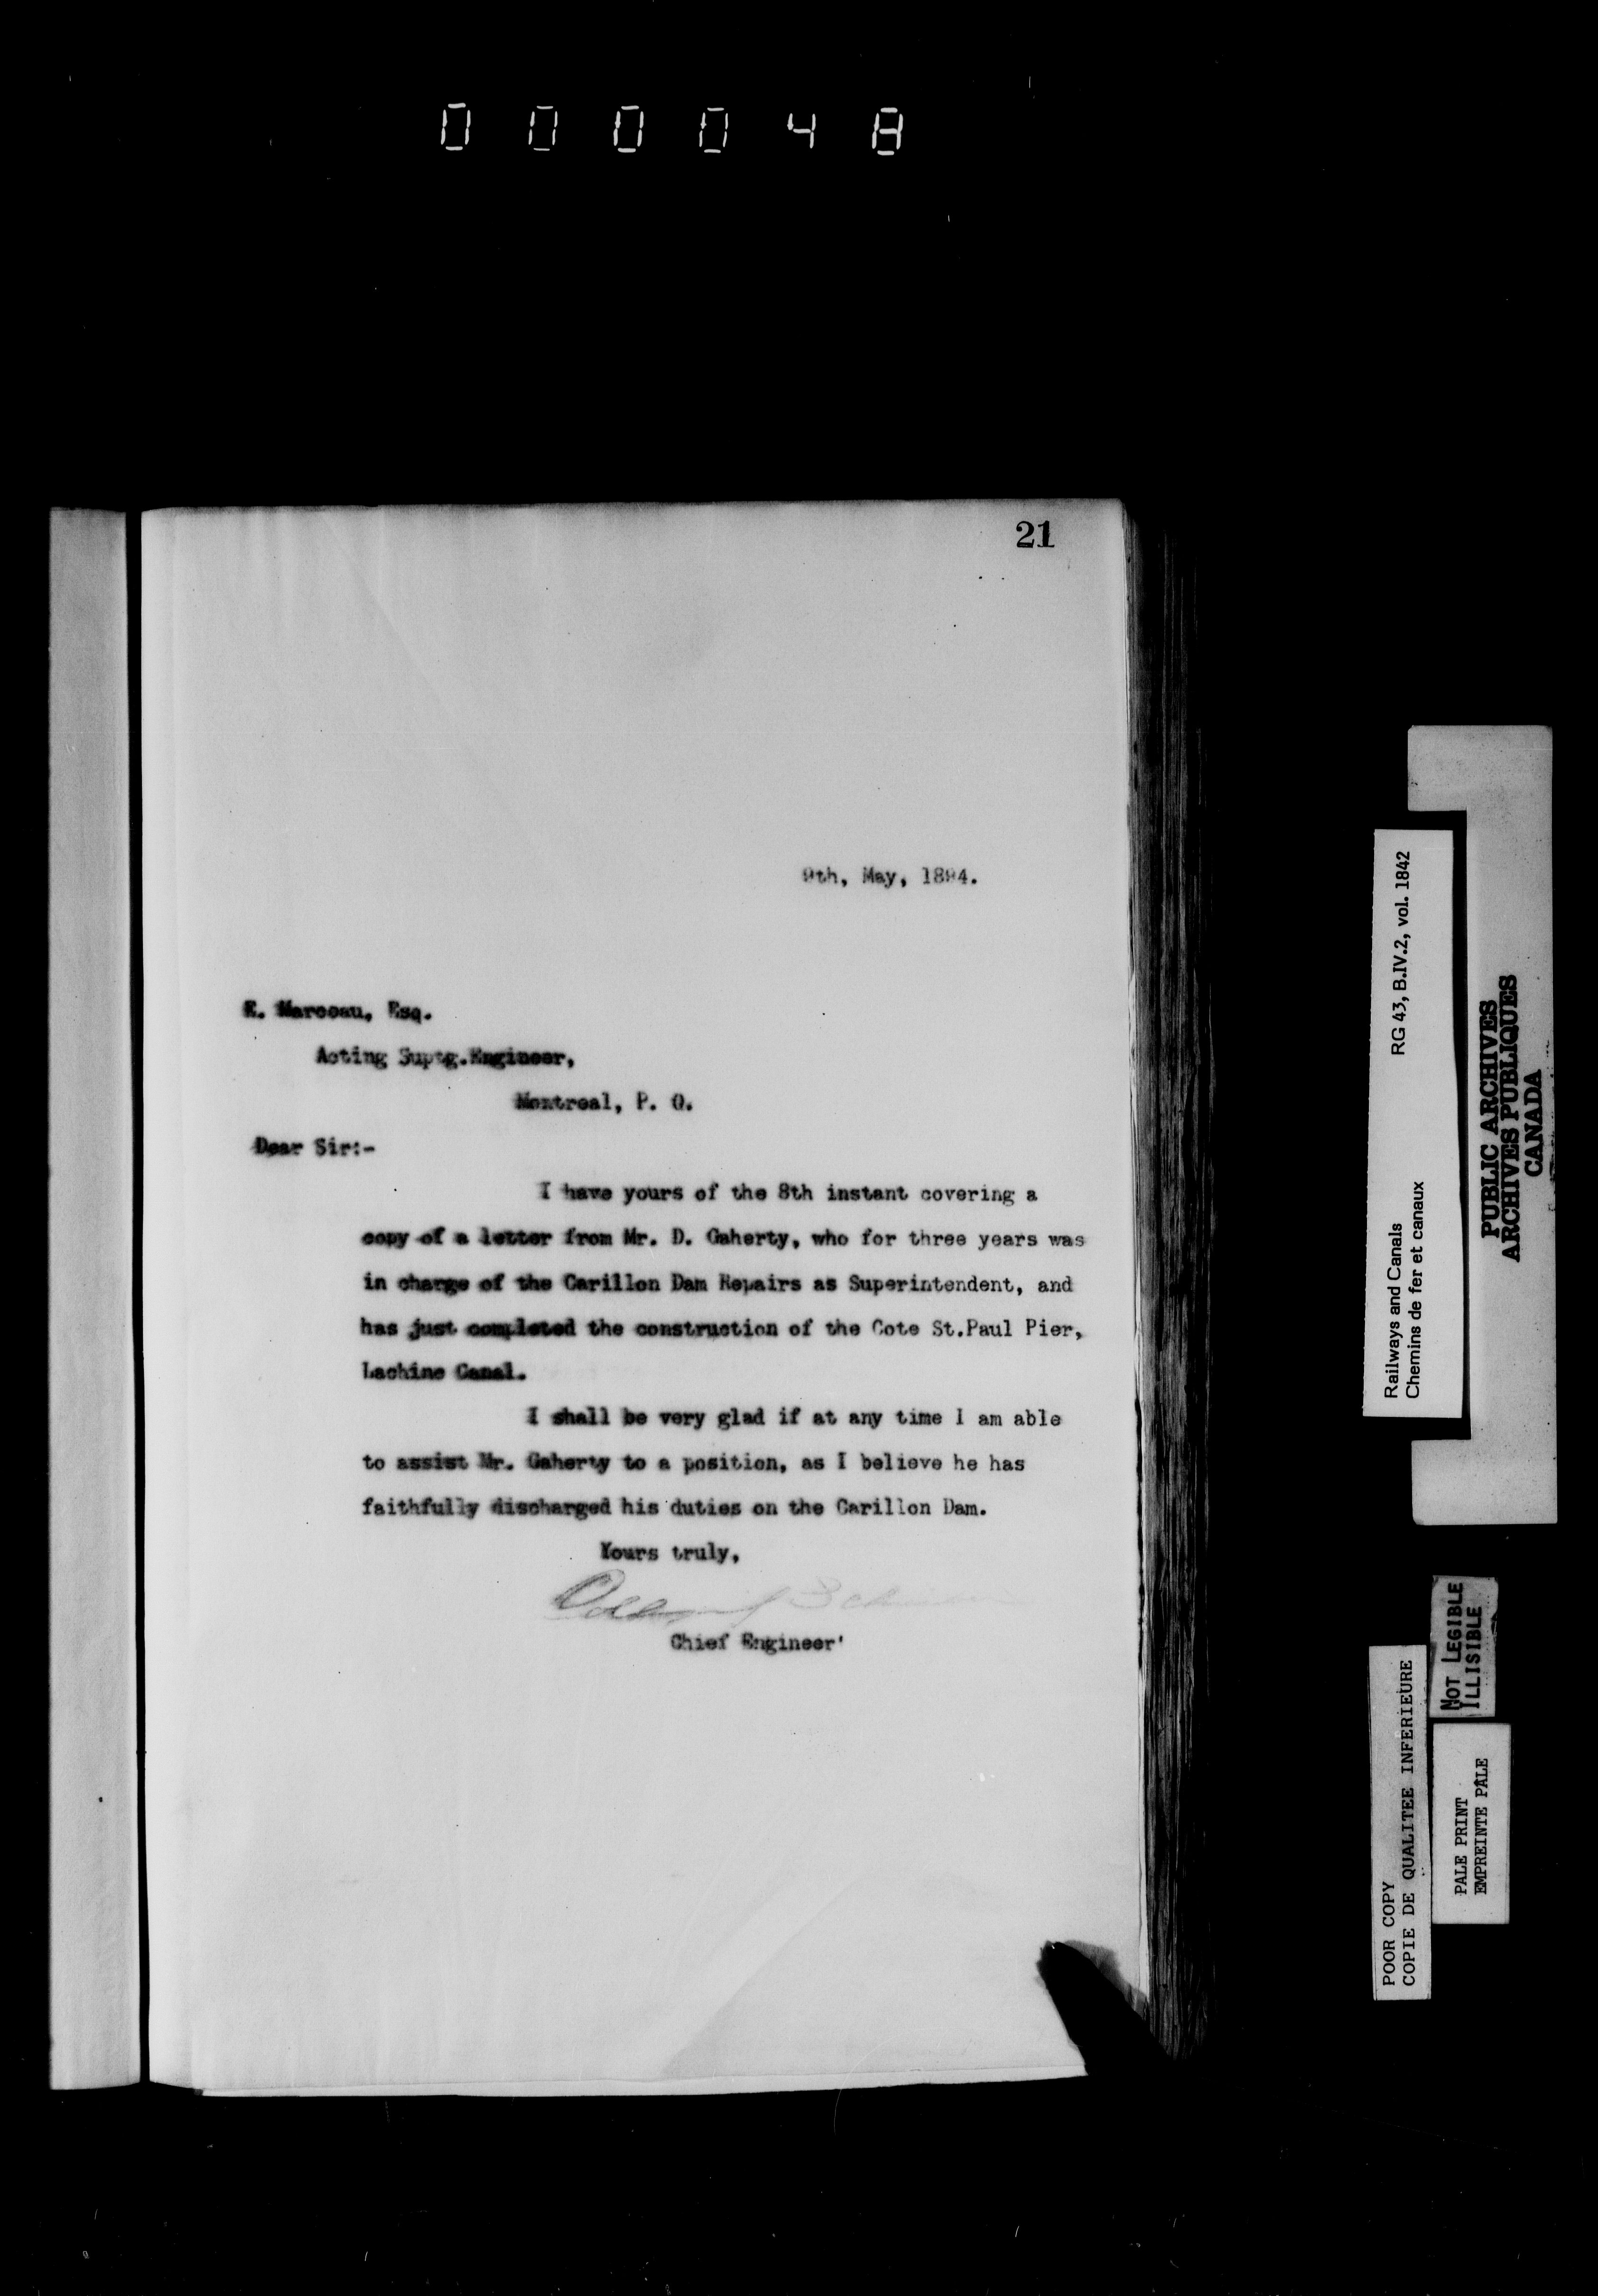 000048
21
9th, May, 1894.
E. Marceau, Esq.
Acting Suptg.Engineer,
Montreal, P. Q.
Dear Sir:-
I have yours of the 8th instant covering a
copy of a letter from Mr. D. Gaherty, who for three years was
in charge of the Carillon Dam Repairs as Superintendent, and
has just completed the construction of the Cote St.Paul Pier,
Lachine Canal.
I shall be very glad if at any time I am able
to assist Mr. Gaherty to a position, as I believe he has
faithfully discharged his duties on the Carillon Dam.
Yours truly,
Chief Engineer'
Railways and Canals RG 43, B.IV.2, vol. 1842
Chemins de fer et canaux
PUBLIC ARCHIVES
ARCHIVES PUBLIQUES
CANADA
NOT LEGIBLE
ILLISIBLE
POOR COPY
COPIE DE QUALITEE INFERIEURE
PALE PRINT
EMPREINTE PÂLE